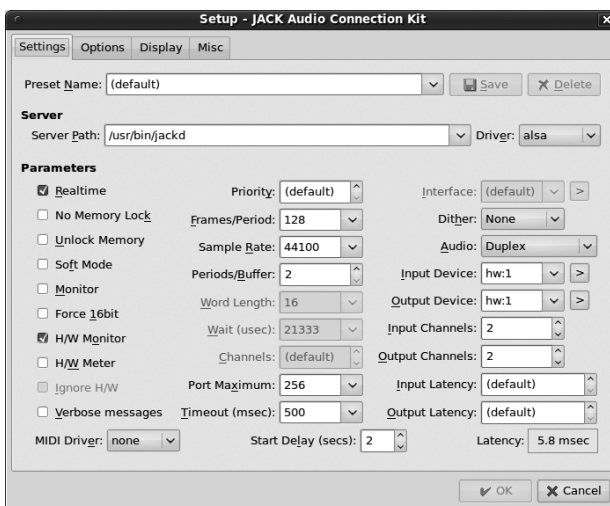 Setup - JACK Audio Connection Kit
Settings Options Display Misc
Preset Name: (default) Save Delete
Server
Server Path: /usr/bin/jackd Driver: alsa
Parameters
Realtime Priority: (default) Interface: (default) >
No Memory Lock Frames/Period: 128 Dither: None
Unlock Memory Sample Rate: 44100 Audio: Duplex
Soft Mode Periods/Buffer: 2 Input Device: hw:1 >
Monitor Word Length: 16 Output Device: hw:1 >
Force 16bit Wait (usec): 21333 Input Channels: 2
H/W Monitor Channels: (default) Output Channels: 2
H/W Meter Port Maximum: 256 Input Latency: (default)
Ignore H/W Timeout (msec): 500 Output Latency: (default)
Verbose messages
MIDI Driver: none Start Delay (secs): 2 Latency: 5.8 msec
OK Cancel